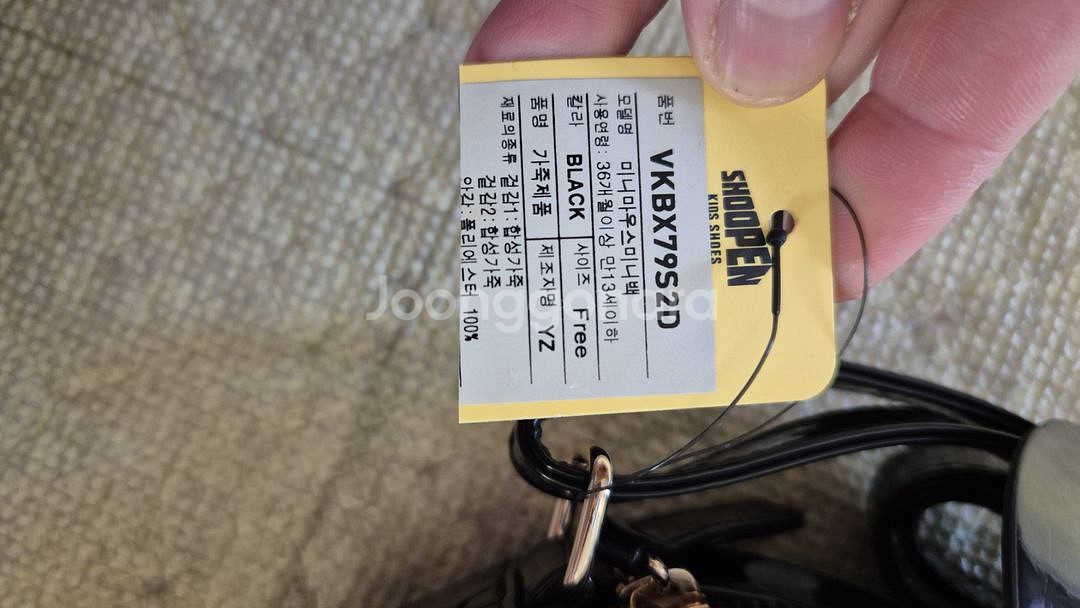 SHOOPEN
KIDS SHOES
품번 VKBX79S2D
모델명 미니마우스미니백
사용연령: 36개월이상 만13세이하
칼라 BLACK 사이즈 Free
품명 가죽제품 제조자명 YZ
재료의종류 겉감1:합성가죽
겉감2:합성가죽
안감:폴리에스터 100%
Joonggonara